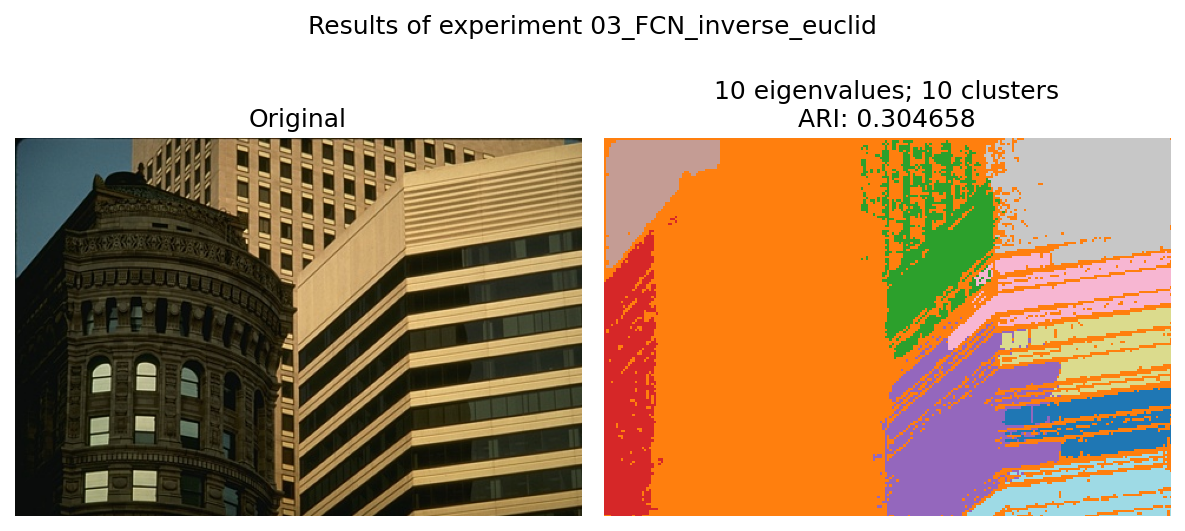 Results of experiment 03_FCN_inverse_euclid
Original
10 eigenvalues; 10 clusters
ARI: 0.304658